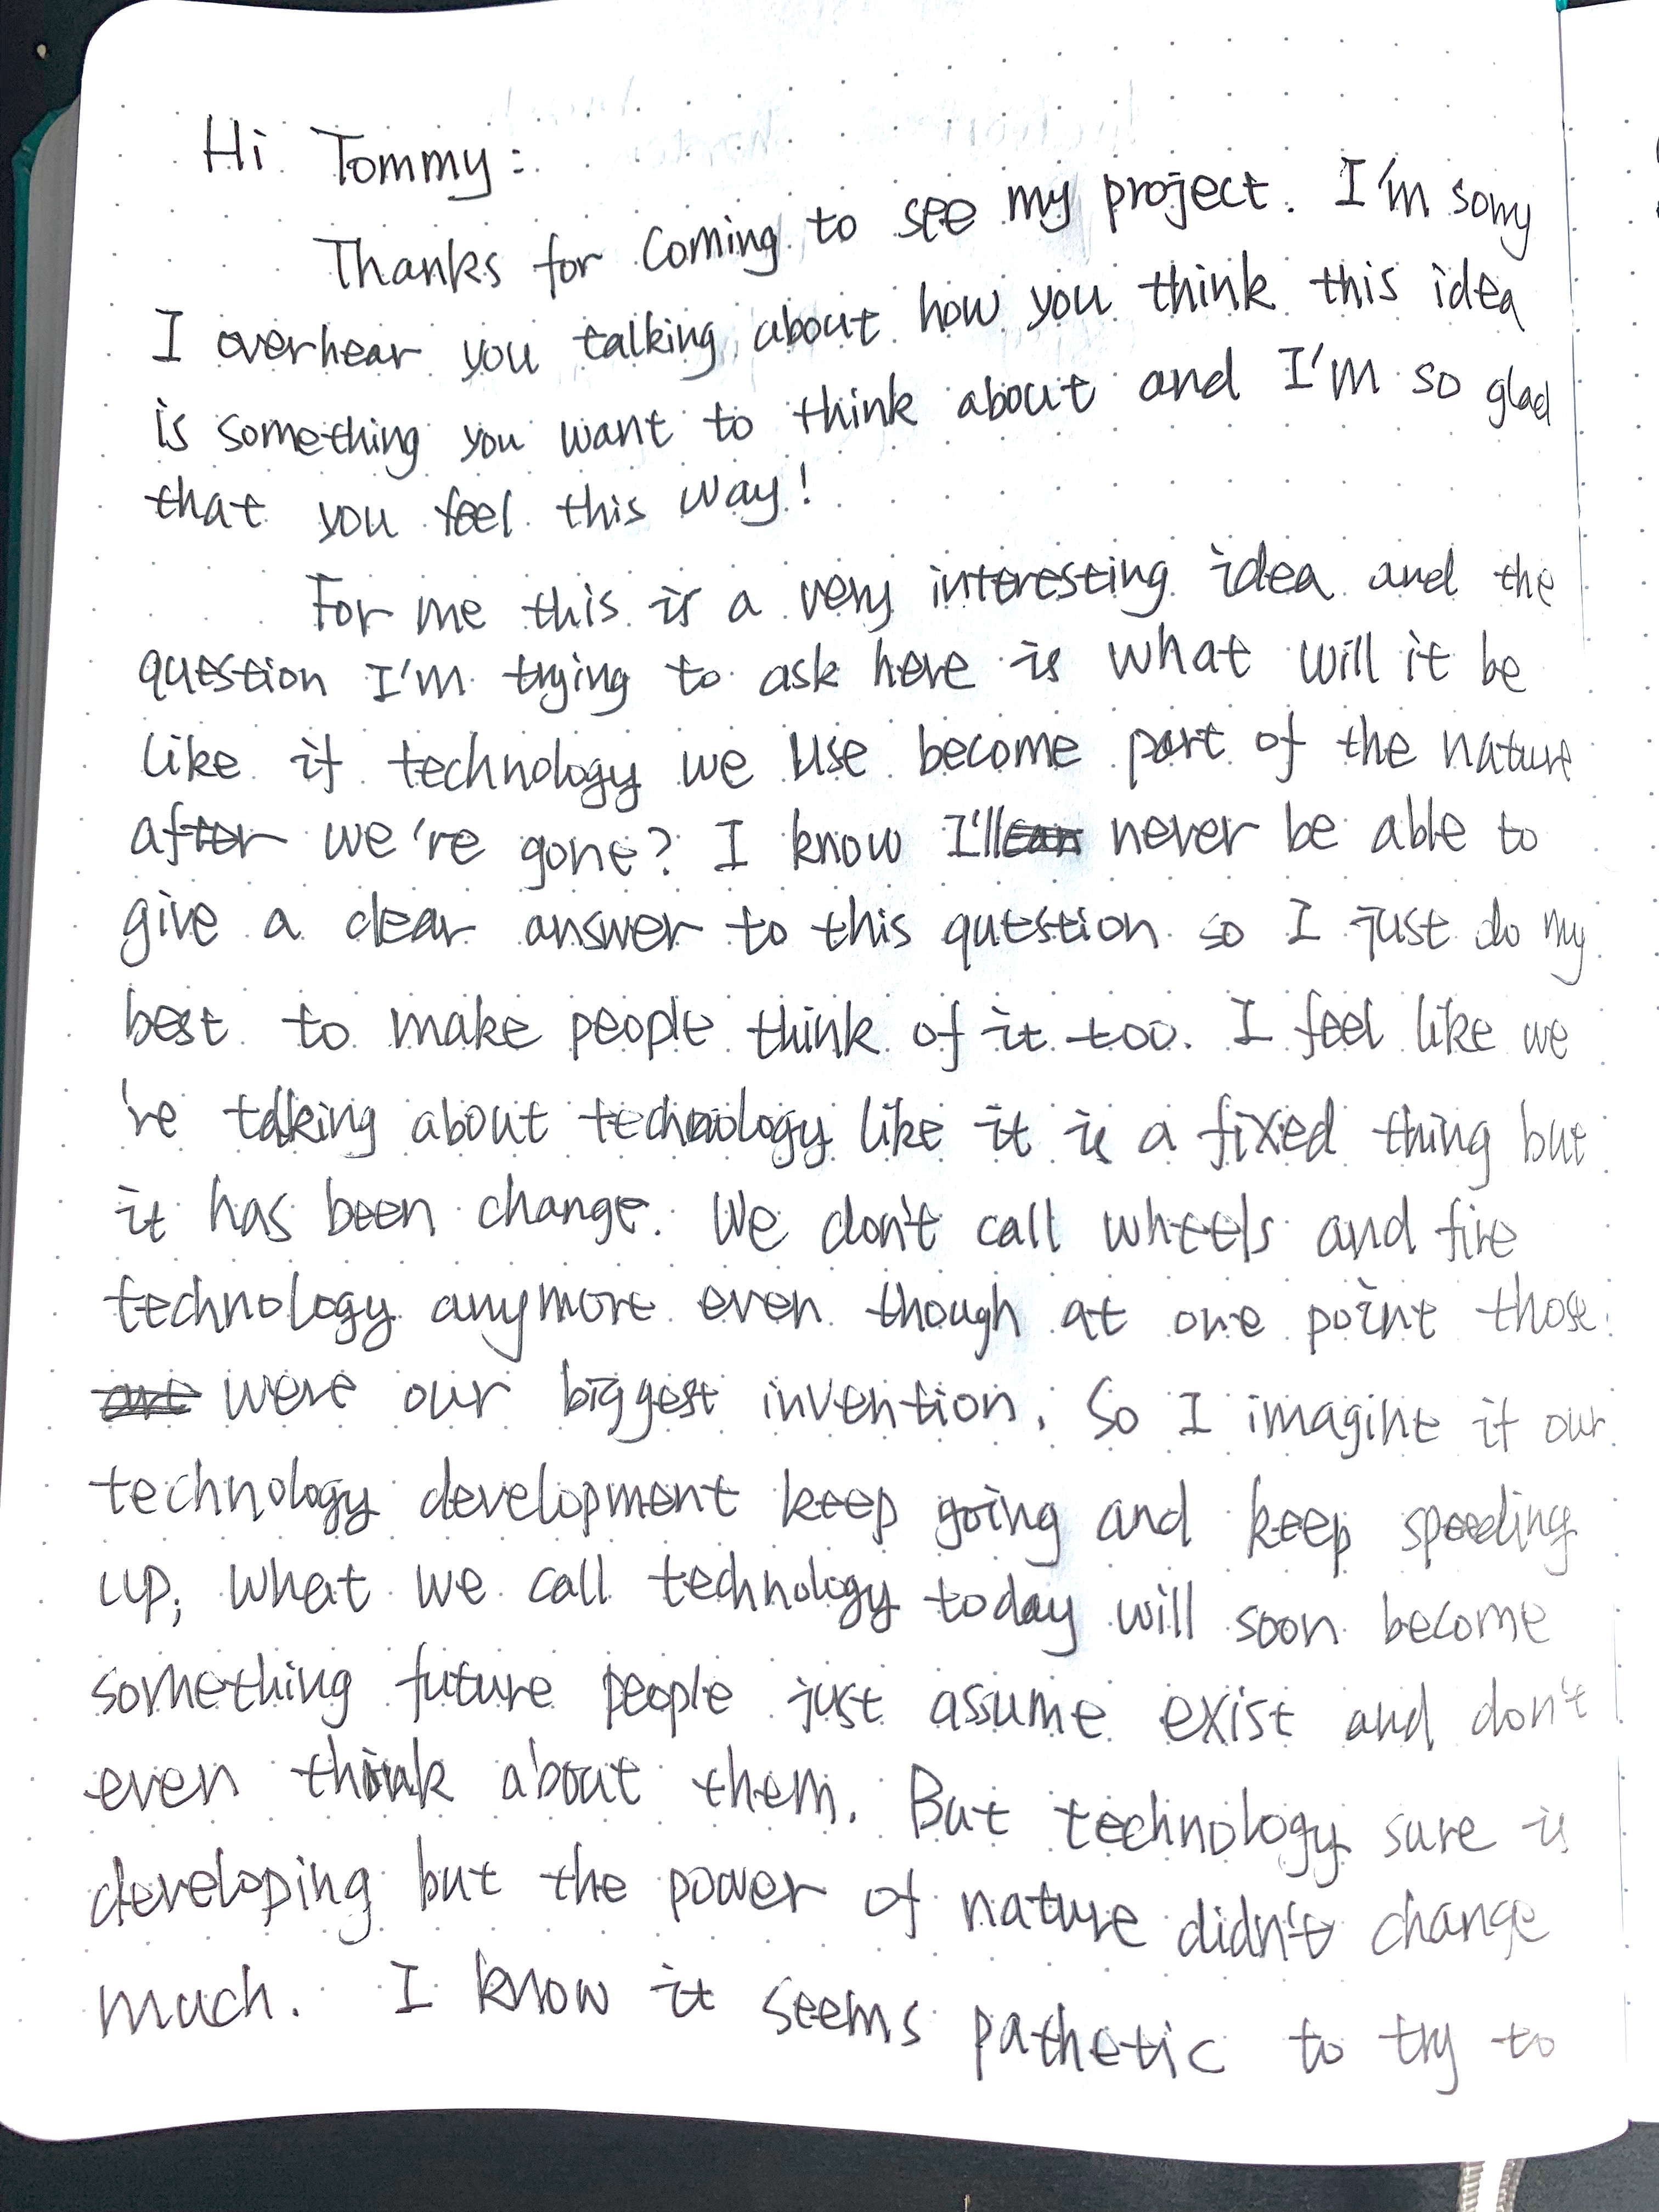 Hi Tommy:
Thanks for coming to see my project. I'm sorry
I overhear you talking about how you think this idea
is something you want to think about and I'm so glad
that you feel this way!
For me this is a very interesting idea and the
question I'm trying to ask here is what will it be
like if technology we use become part of the nature
after we're gone? I know I'll never be able to
give a clear answer to this question so I just do my
best to make people think of it too. I feel like we
're talking about technology like it is a fixed thing but
it has been change. We don't call wheels and fire
technology anymore even though at one point those
were our biggest invention. So I imagine if our
technology development keep going and keep speeding
up, what we call technology today will soon become
something future people just assume exist and don't
even think about them. But technology sure is
developing but the power of nature didn't change
much. I know it seems pathetic to try to